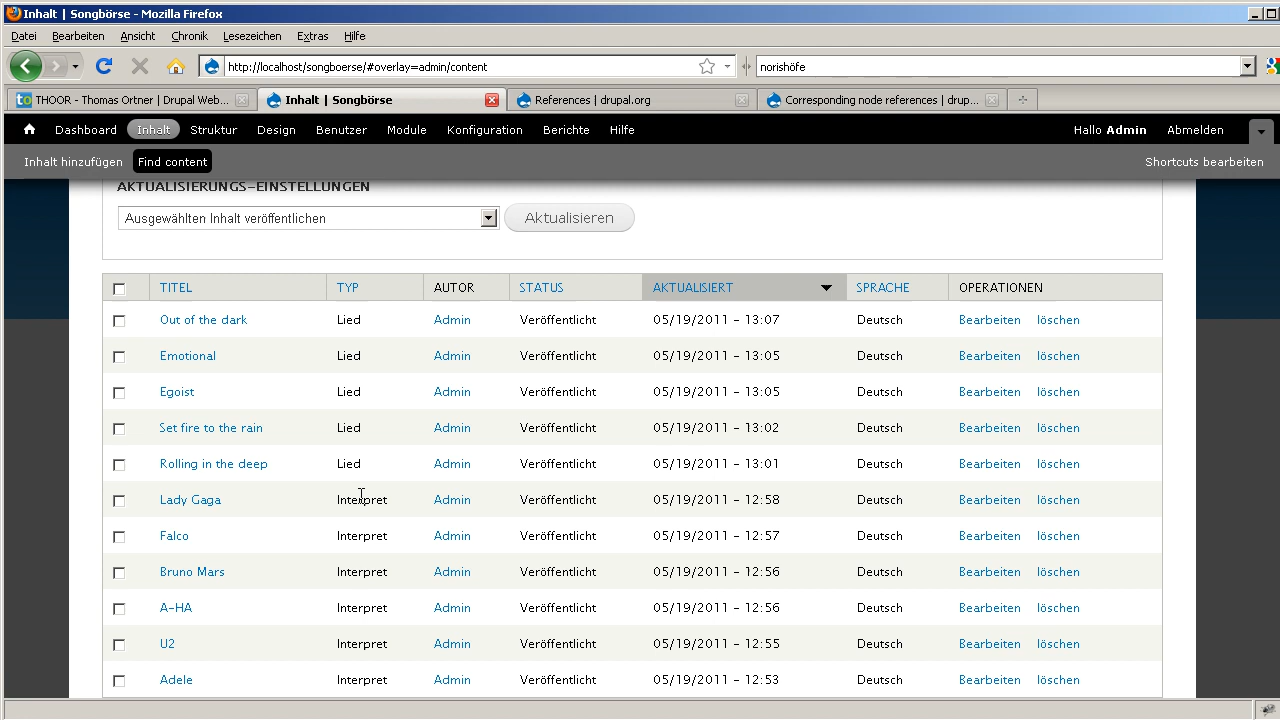 Inhalt | Songbörse - Mozilla Firefox
Datei Bearbeiten Ansicht Chronik Lesezeichen Extras Hilfe
http://localhost/songboerse/#overlay=admin/content norishöfe
THOOR - Thomas Ortner | Drupal Web... Inhalt | Songbörse References | drupal.org Corresponding node references | drup...
Dashboard Inhalt Struktur Design Benutzer Module Konfiguration Berichte Hilfe Hallo Admin Abmelden
Inhalt hinzufügen Find content Shortcuts bearbeiten
AKTUALISIERUNGS-EINSTELLUNGEN
Ausgewählten Inhalt veröffentlichen Aktualisieren
TITEL TYP AUTOR STATUS AKTUALISIERT SPRACHE OPERATIONEN
Out of the dark Lied Admin Veröffentlicht 05/19/2011 - 13:07 Deutsch Bearbeiten löschen
Emotional Lied Admin Veröffentlicht 05/19/2011 - 13:05 Deutsch Bearbeiten löschen
Egoist Lied Admin Veröffentlicht 05/19/2011 - 13:05 Deutsch Bearbeiten löschen
Set fire to the rain Lied Admin Veröffentlicht 05/19/2011 - 13:02 Deutsch Bearbeiten löschen
Rolling in the deep Lied Admin Veröffentlicht 05/19/2011 - 13:01 Deutsch Bearbeiten löschen
Lady Gaga Interpret Admin Veröffentlicht 05/19/2011 - 12:58 Deutsch Bearbeiten löschen
Falco Interpret Admin Veröffentlicht 05/19/2011 - 12:57 Deutsch Bearbeiten löschen
Bruno Mars Interpret Admin Veröffentlicht 05/19/2011 - 12:56 Deutsch Bearbeiten löschen
A-HA Interpret Admin Veröffentlicht 05/19/2011 - 12:56 Deutsch Bearbeiten löschen
U2 Interpret Admin Veröffentlicht 05/19/2011 - 12:55 Deutsch Bearbeiten löschen
Adele Interpret Admin Veröffentlicht 05/19/2011 - 12:53 Deutsch Bearbeiten löschen